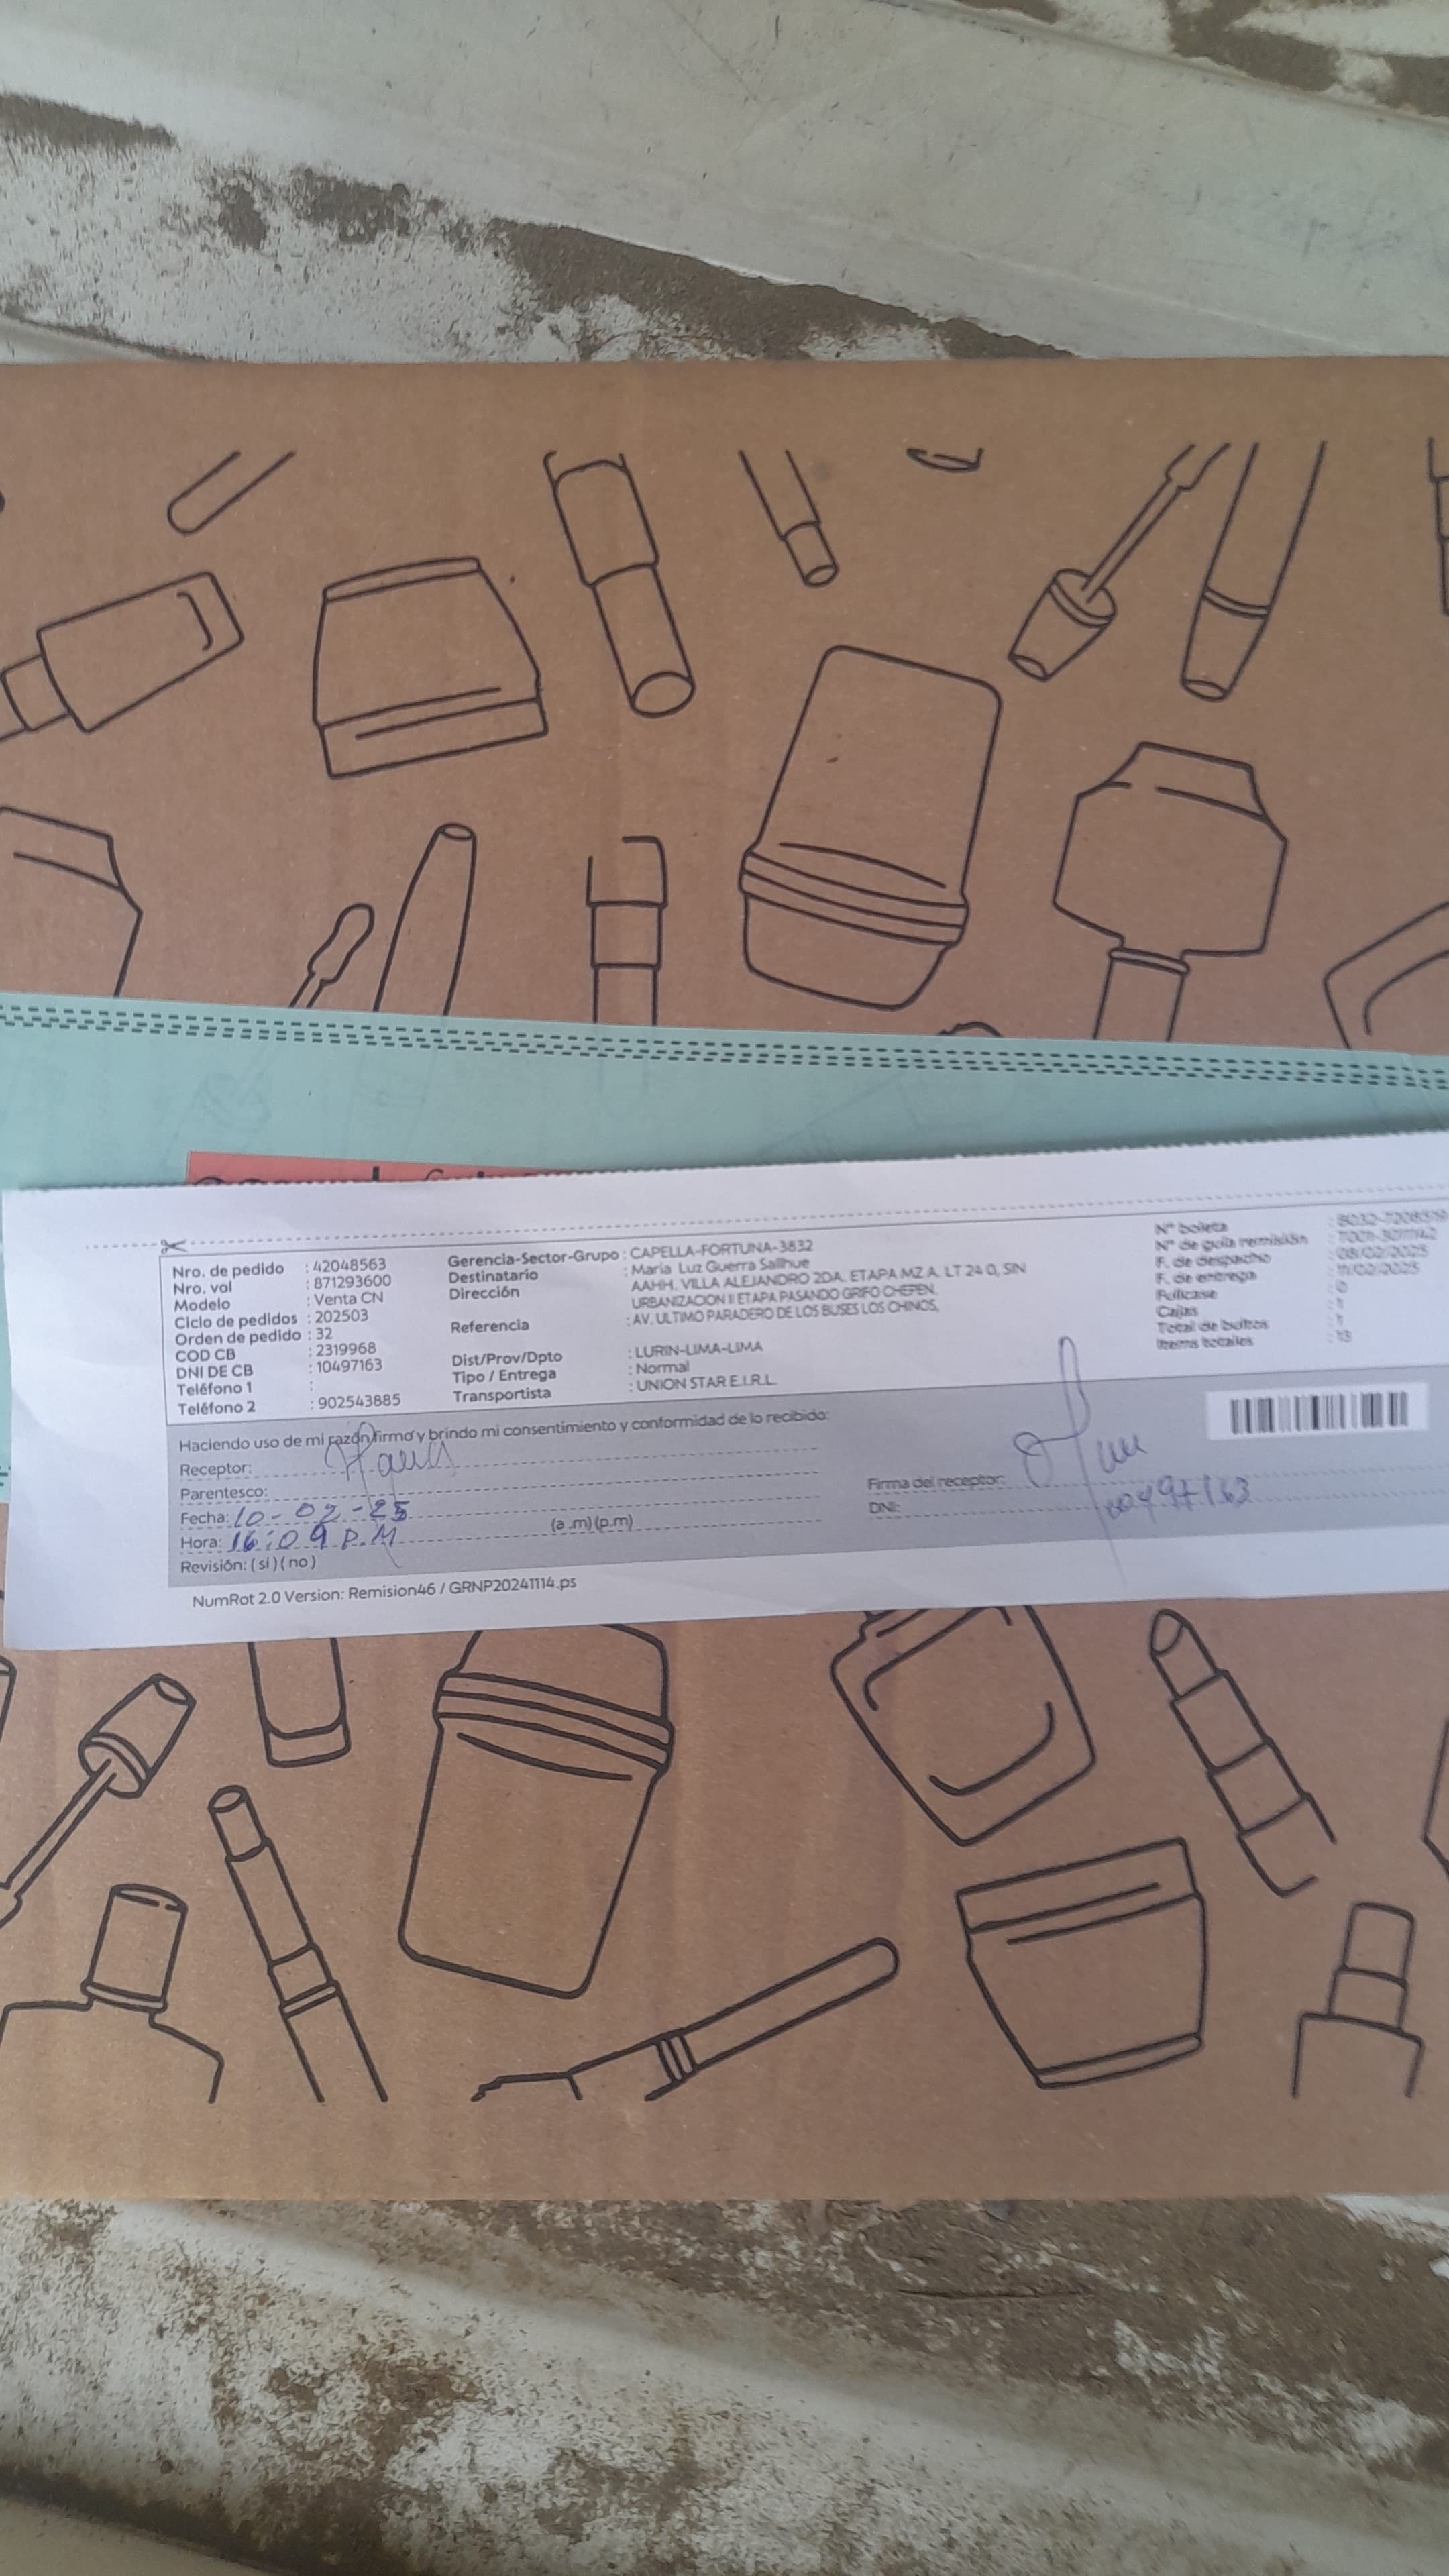 Nro. de pedido : 42048563
Nro. vol : 871293600
Modelo : Venta CN
Ciclo de pedidos : 202503
Orden de pedido : 32
COD CB : 2319968
DNI DE CB : 10497163
Teléfono 1 :
Teléfono 2 : 902543885
Gerencia-Sector-Grupo : CAPELLA-FORTUNA-3832
Destinatario : Maria Luz Guerra Sallhue
Dirección : AAHH. VILLA ALEJANDRO 2DA. ETAPA MZ A. LT 24 0, SIN
URBANIZACION II ETAPA PASANDO GRIFO CHEPEN.
Referencia : AV. ULTIMO PARADERO DE LOS BUSES LOS CHINOS,
Dist/Prov/Dpto : LURIN-LIMA-LIMA
Tipo / Entrega : Normal
Transportista : UNION STAR E.I.R.L.
N° boleta
N° de guía remisión
F. de despacho : 08/02/2025
F. de entrega : 11/02/2025
Fullcase : 0
Cajas : 1
Total de bultos : 1
Items totales : 13
Haciendo uso de mi razón firmo y brindo mi consentimiento y conformidad de lo recibido:
Receptor:
Parentesco:
Fecha: 10-02-25
Hora: 16:09 P.M (a .m) (p.m)
Revisión: ( si ) ( no )
Firma del receptor:
DNI: 10497163
NumRot 2.0 Version: Remision46 / GRNP20241114.ps